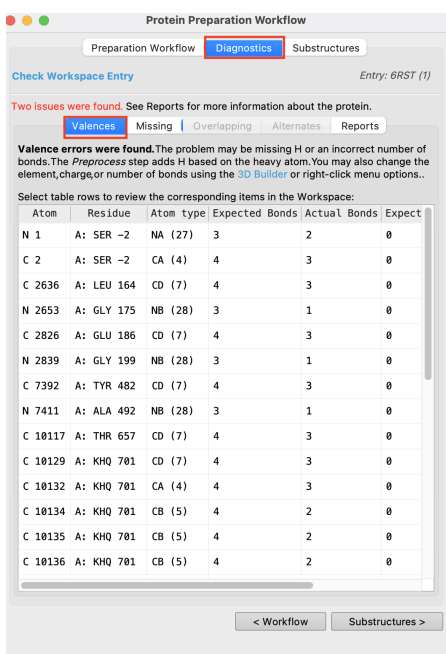 Protein Preparation Workflow
Preparation Workflow Diagnostics Substructures
Check Workspace Entry Entry: 6RST (1)
Two issues were found. See Reports for more information about the protein.
Valences Missing Overlapping Alternates Reports
Valence errors were found.The problem may be missing H or an incorrect number of
bonds.The Preprocess step adds H based on the heavy atom.You may also change the
element,charge,or number of bonds using the 3D Builder or right-click menu options..
Select table rows to review the corresponding items in the Workspace:
Atom Residue Atom type Expected Bonds Actual Bonds Expect
N 1 A: SER -2 NA (27) 3 2 0
C 2 A: SER -2 CA (4) 4 3 0
C 2636 A: LEU 164 CD (7) 4 3 0
N 2653 A: GLY 175 NB (28) 3 1 0
C 2826 A: GLU 186 CD (7) 4 3 0
N 2839 A: GLY 199 NB (28) 3 1 0
C 7392 A: TYR 482 CD (7) 4 3 0
N 7411 A: ALA 492 NB (28) 3 1 0
C 10117 A: THR 657 CD (7) 4 3 0
C 10129 A: KHQ 701 CD (7) 4 3 0
C 10132 A: KHQ 701 CA (4) 4 3 0
C 10134 A: KHQ 701 CB (5) 4 2 0
C 10135 A: KHQ 701 CB (5) 4 2 0
C 10136 A: KHQ 701 CB (5) 4 2 0
< Workflow Substructures >